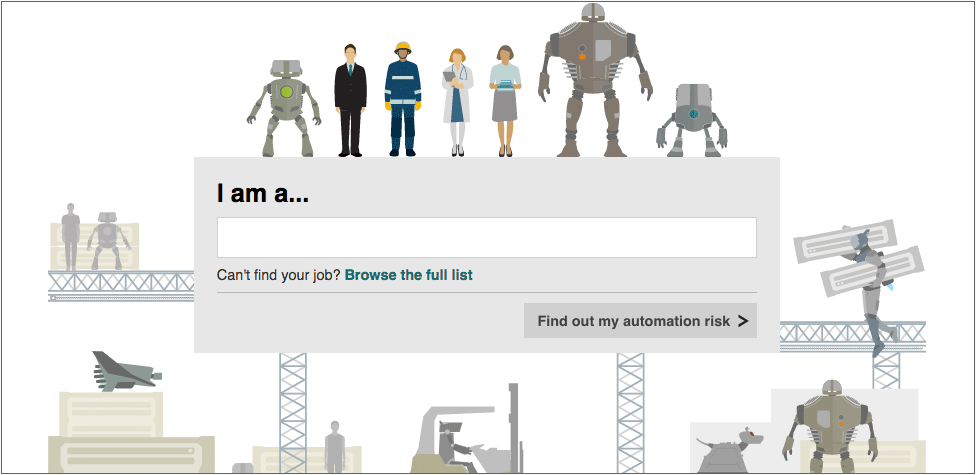 I am a...
Can't find your job? Browse the full list
Find out my automation risk